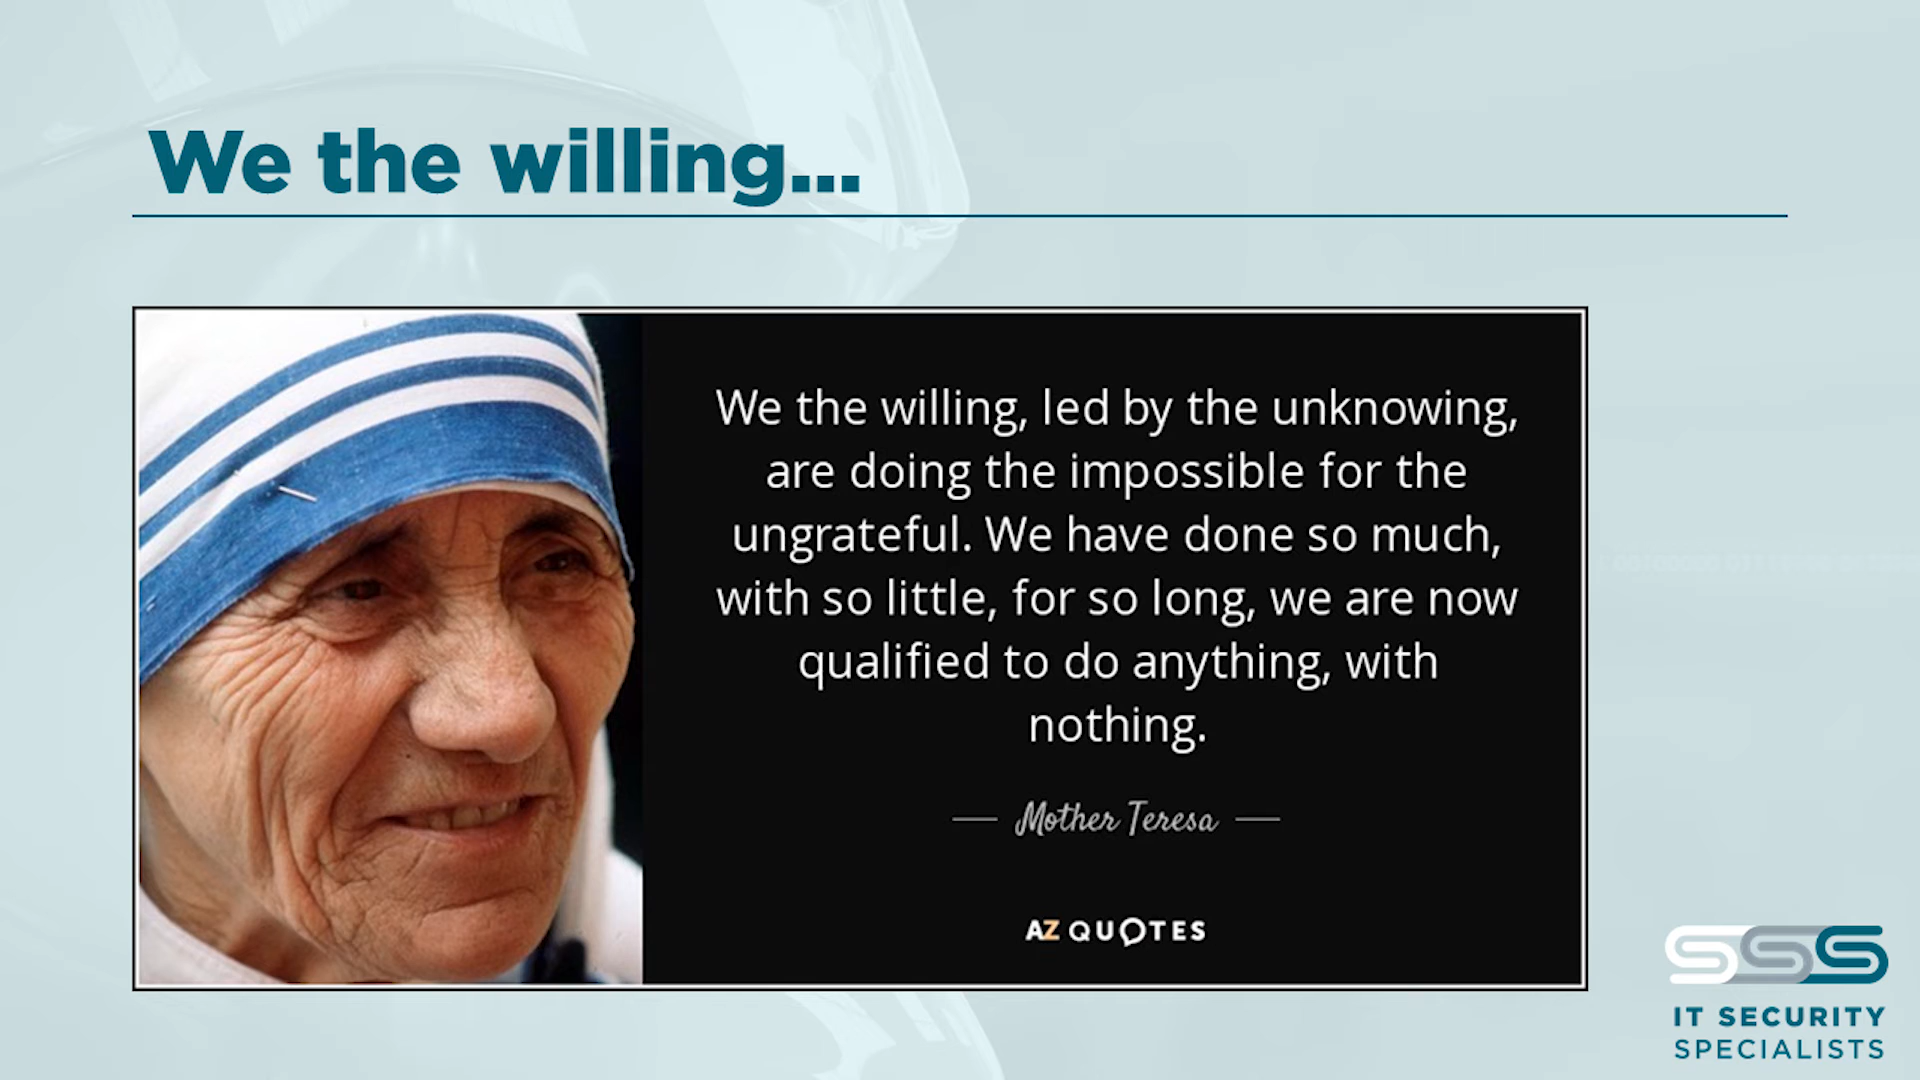 We the willing...
We the willing, led by the unknowing,
are doing the impossible for the
ungrateful. We have done so much,
with so little, for so long, we are now
qualified to do anything, with
nothing.
Mother Teresa
AZ QUOTES
SSS
IT SECURITY
SPECIALISTS